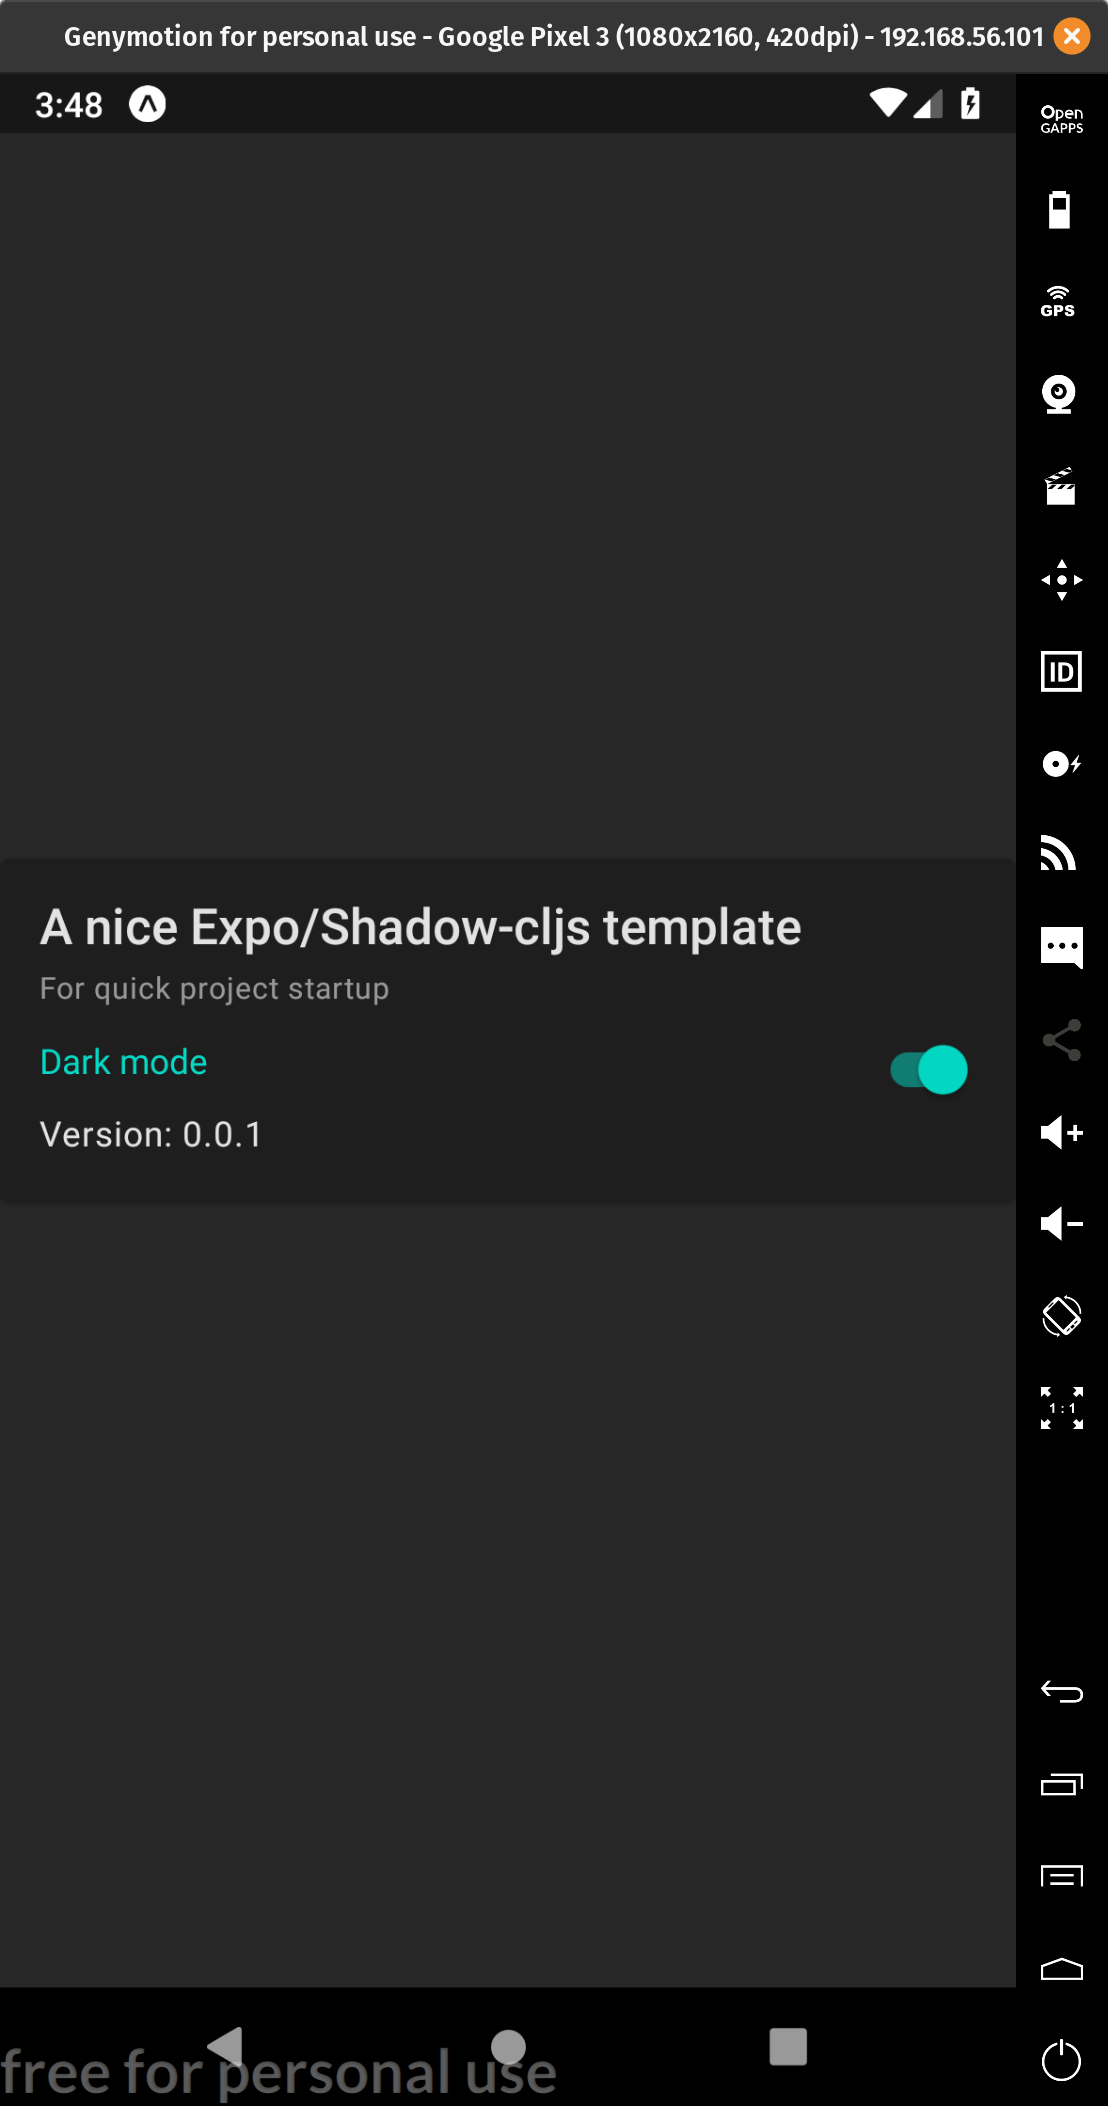 Genymotion for personal use - Google Pixel 3 (1080x2160, 420dpi) - 192.168.56.101
3:48
Open
GAPPS
GPS
ID
A nice Expo/Shadow-cljs template
For quick project startup
Dark mode
Version: 0.0.1
1 : 1
free for personal use